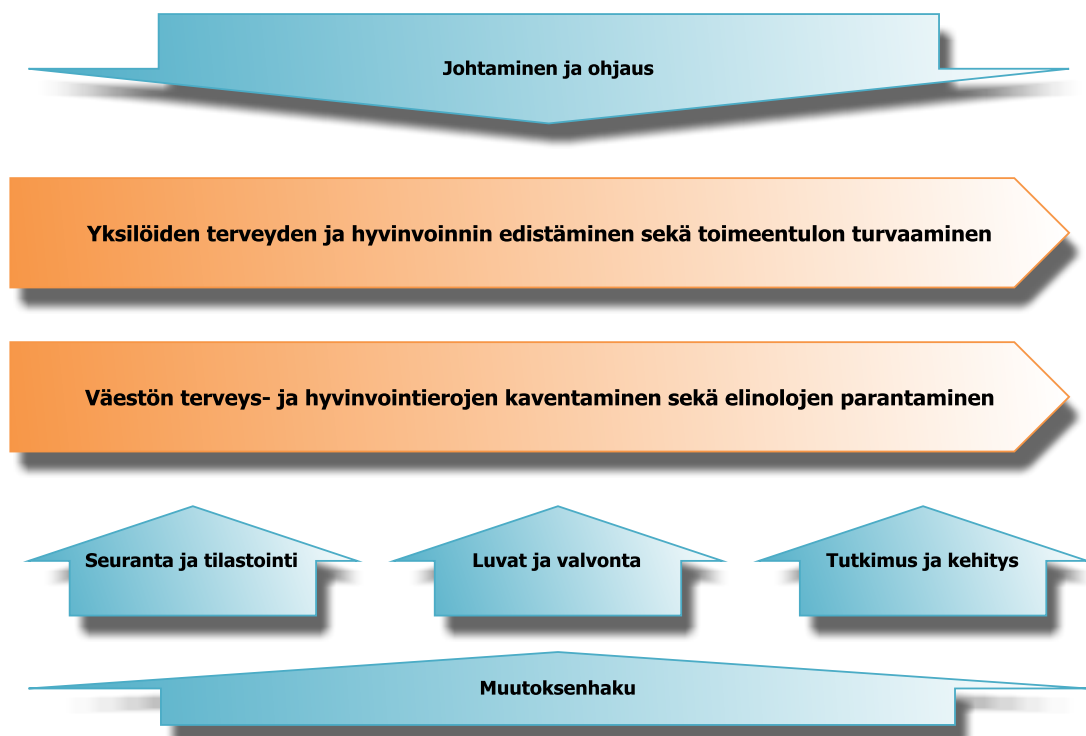 Johtaminen ja ohjaus
Yksilöiden terveyden ja hyvinvoinnin edistäminen sekä toimeentulon turvaaminen
Väestön terveys- ja hyvinvointierojen kaventaminen sekä elinolojen parantaminen
Seuranta ja tilastointi
Luvat ja valvonta
Tutkimus ja kehitys
Muutoksenhaku